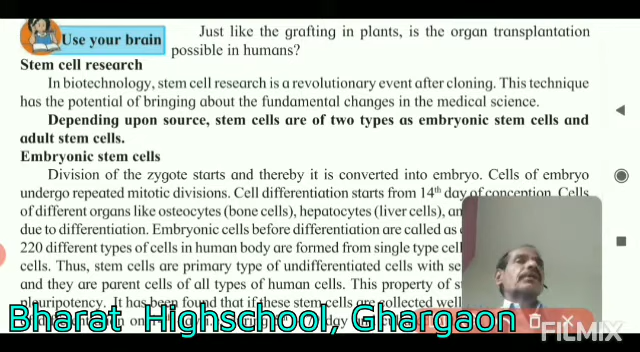 Use your brain
Just like the grafting in plants, is the organ transplantation
possible in humans?
Stem cell research
In biotechnology, stem cell research is a revolutionary event after cloning. This technique
has the potential of bringing about the fundamental changes in the medical science.
Depending upon source, stem cells are of two types as embryonic stem cells and
adult stem cells.
Embryonic stem cells
Division of the zygote starts and thereby it is converted into embryo. Cells of embryo
undergo repeated mitotic divisions. Cell differentiation starts from 14th day of conception. Cells
of different organs like osteocytes (bone cells), hepatocytes (liver cells),
due to differentiation. Embryonic cells before differentiation are called as
220 different types of cells in human body are formed from single type
cells. Thus, stem cells are primary type of undifferentiated cells with
and they are parent cells of all types of human cells. This property of
pleuripotency. It has been found that if these stem cells are collected well
Bharat Highschool, Ghargaon
FILMIX